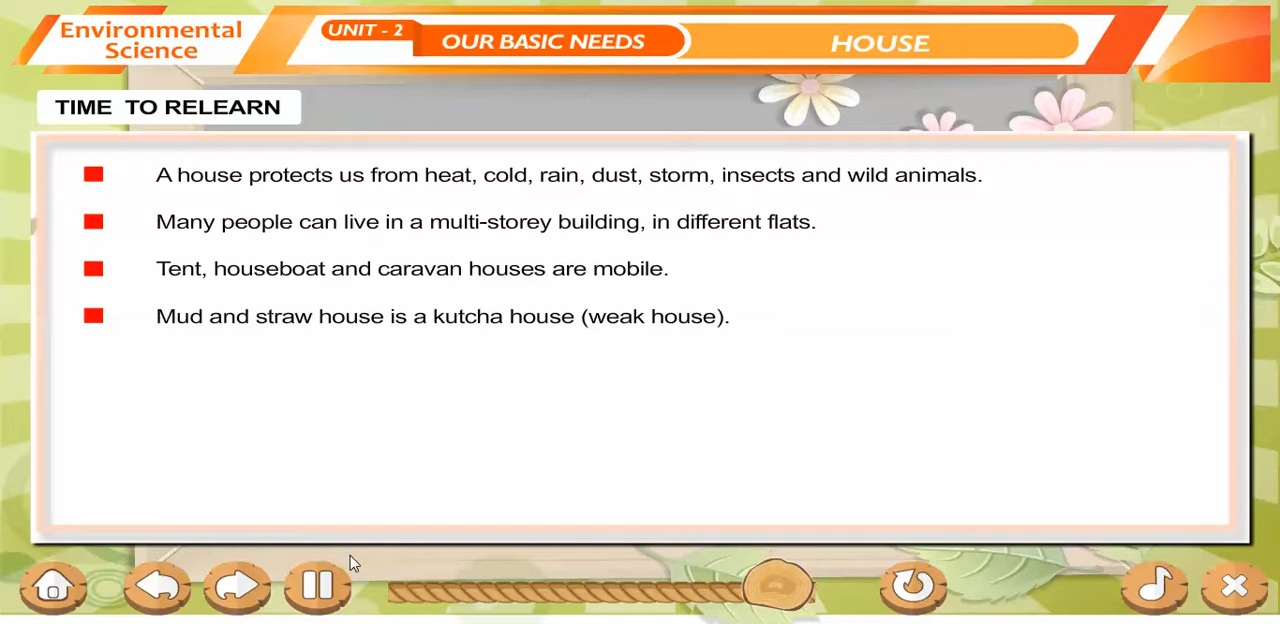 Environmental
Science
UNIT - 2
OUR BASIC NEEDS
HOUSE
TIME TO RELEARN
A house protects us from heat, cold, rain, dust, storm, insects and wild animals.
Many people can live in a multi-storey building, in different flats.
Tent, houseboat and caravan houses are mobile.
Mud and straw house is a kutcha house (weak house).